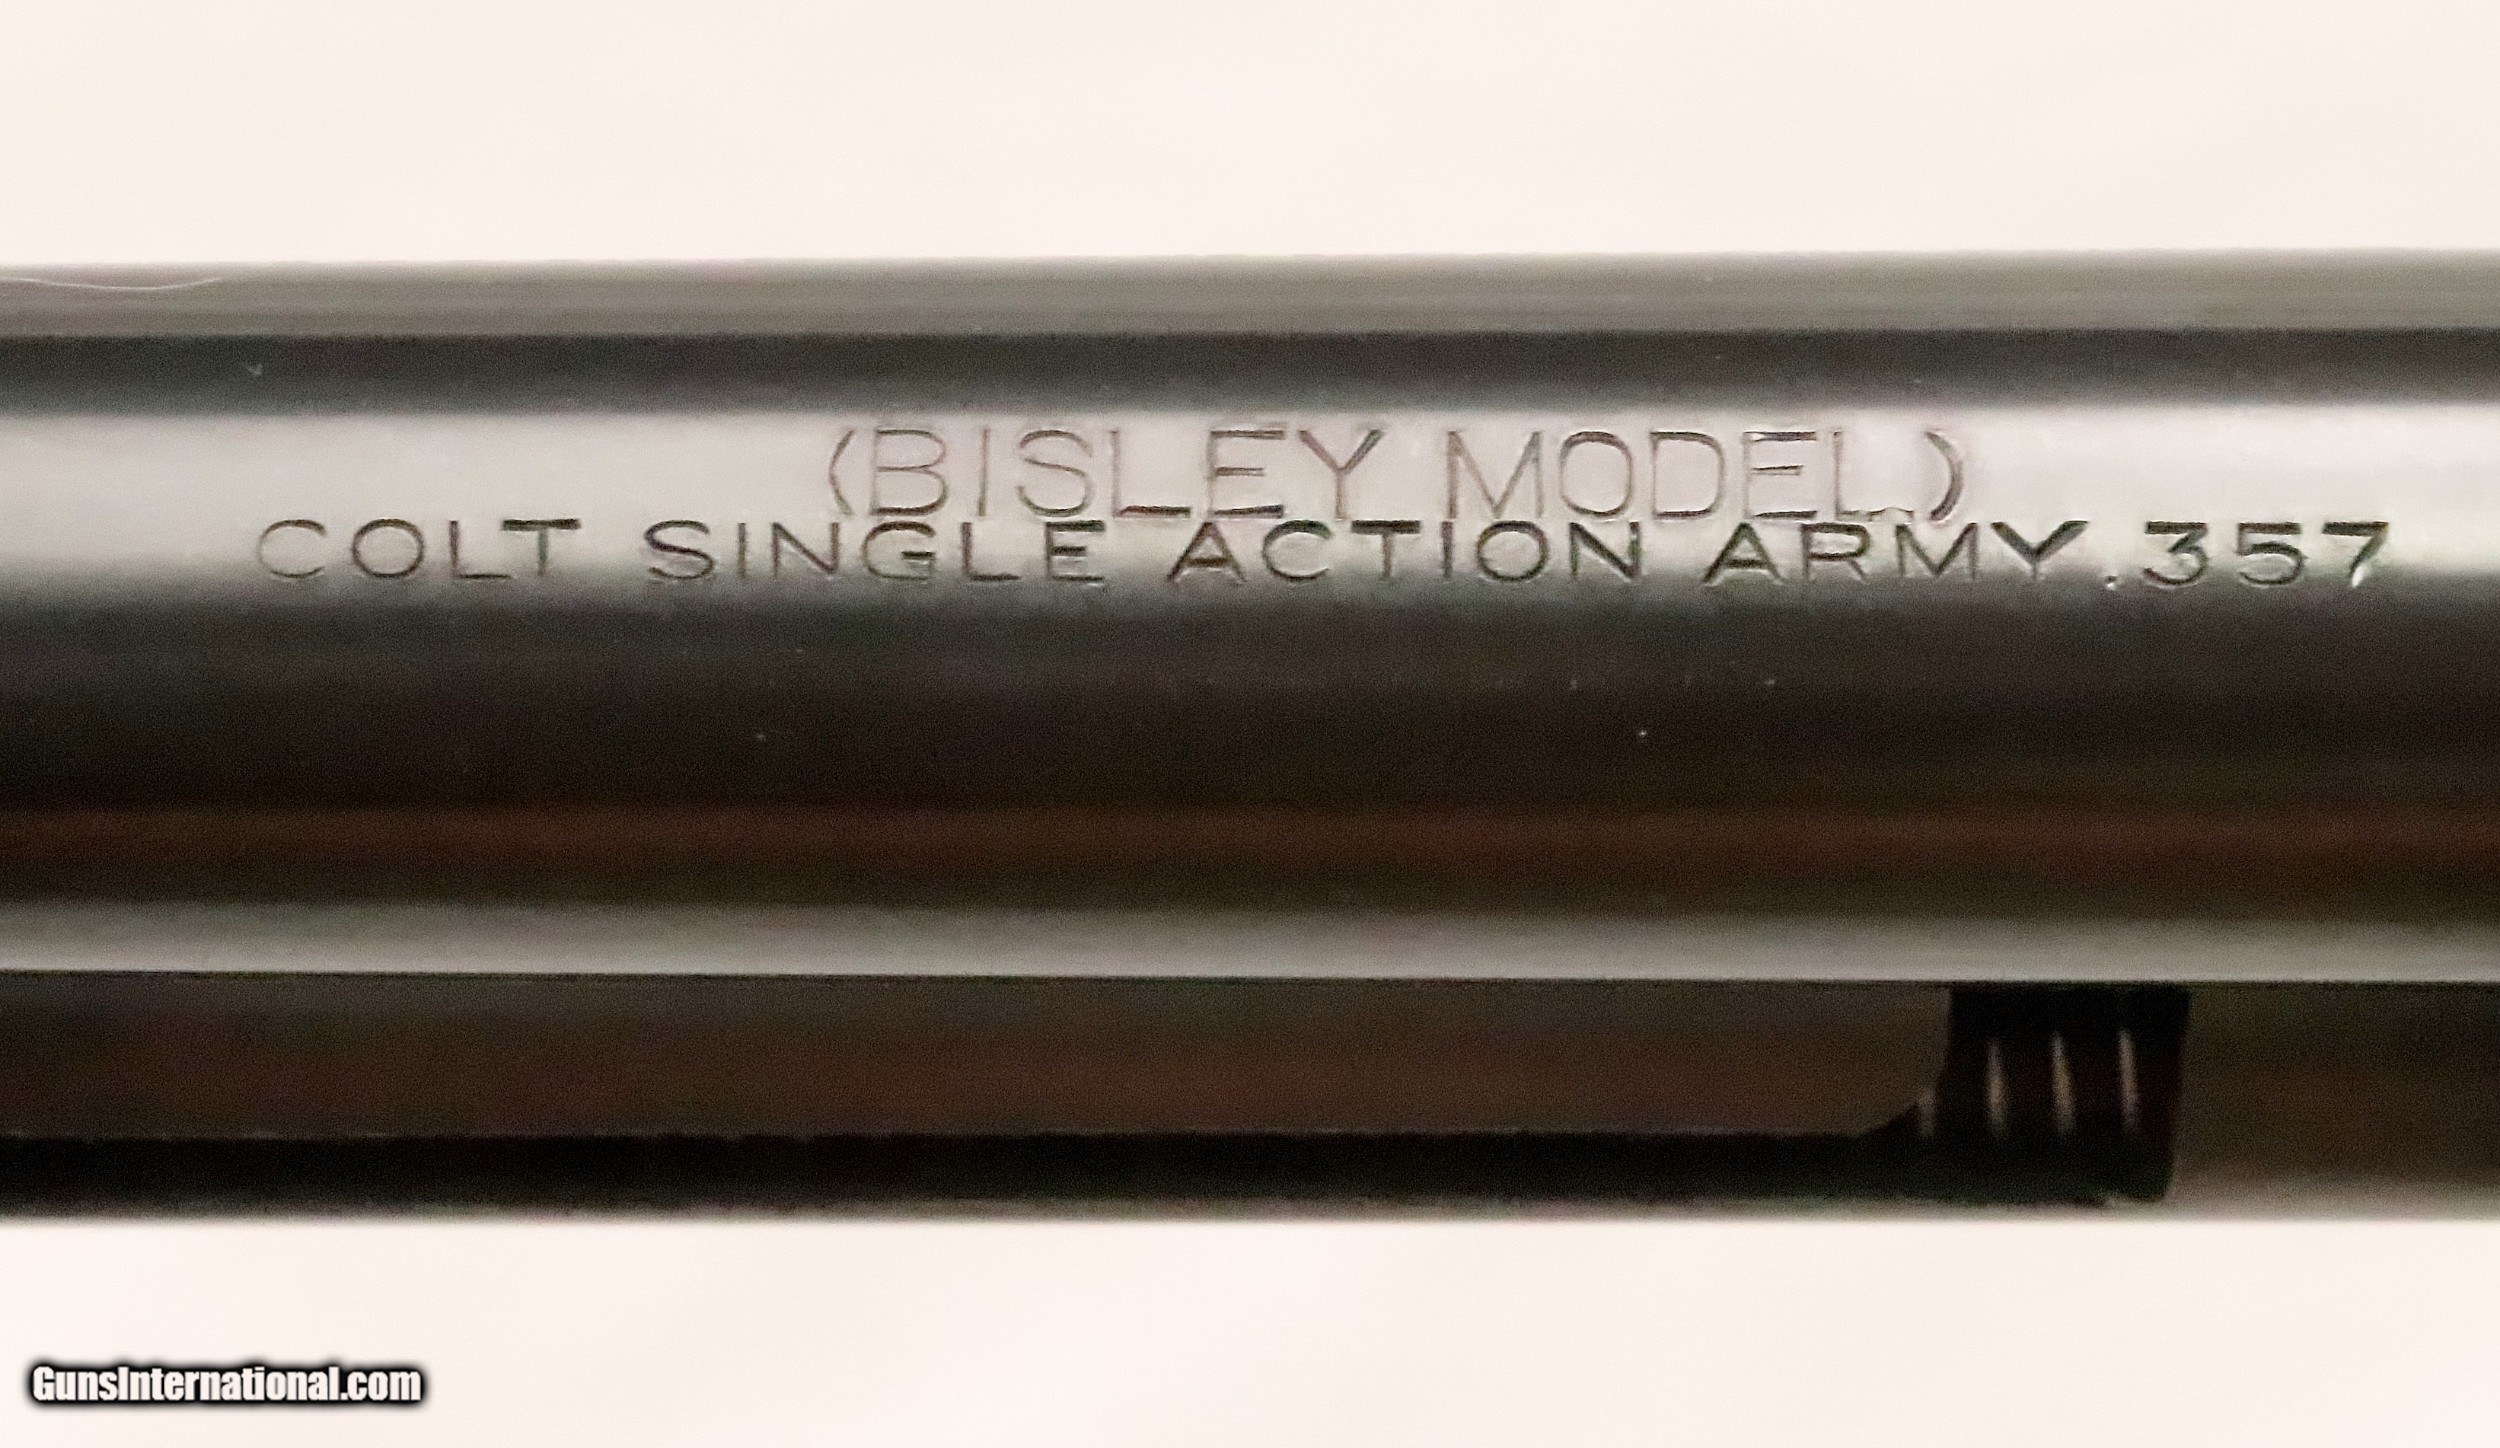 (BISLEY MODEL)
COLT SINGLE ACTION ARMY .357
GunsInternational.com